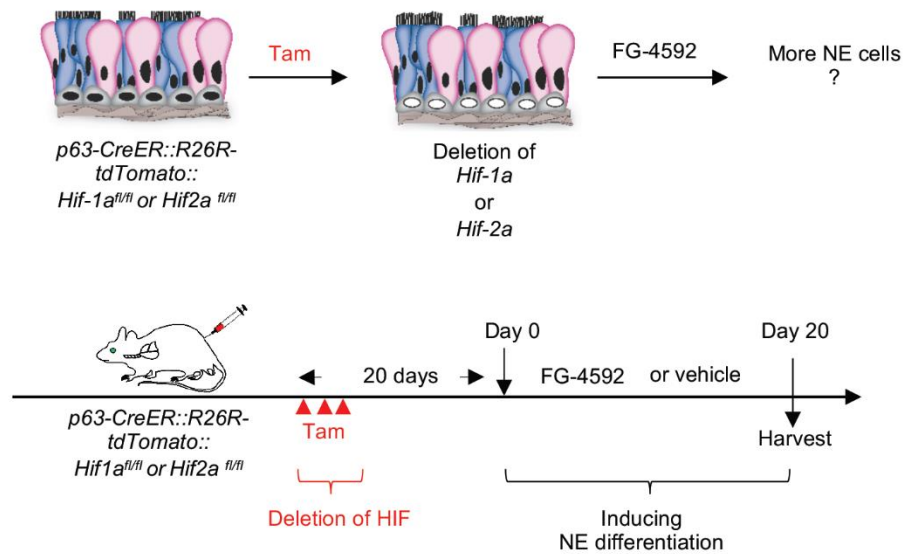 Tam
FG-4592
More NE cells
?
p63-CreER::R26R-
tdTomato::
Hif-1a^fl/fl or Hif2a ^fl/fl
Deletion of
Hif-1a
or
Hif-2a
Day 0
Day 20
20 days
FG-4592 or vehicle
p63-CreER::R26R-
tdTomato::
Hif1a^fl/fl or Hif2a ^fl/fl
Tam
Harvest
Deletion of HIF
Inducing
NE differentiation